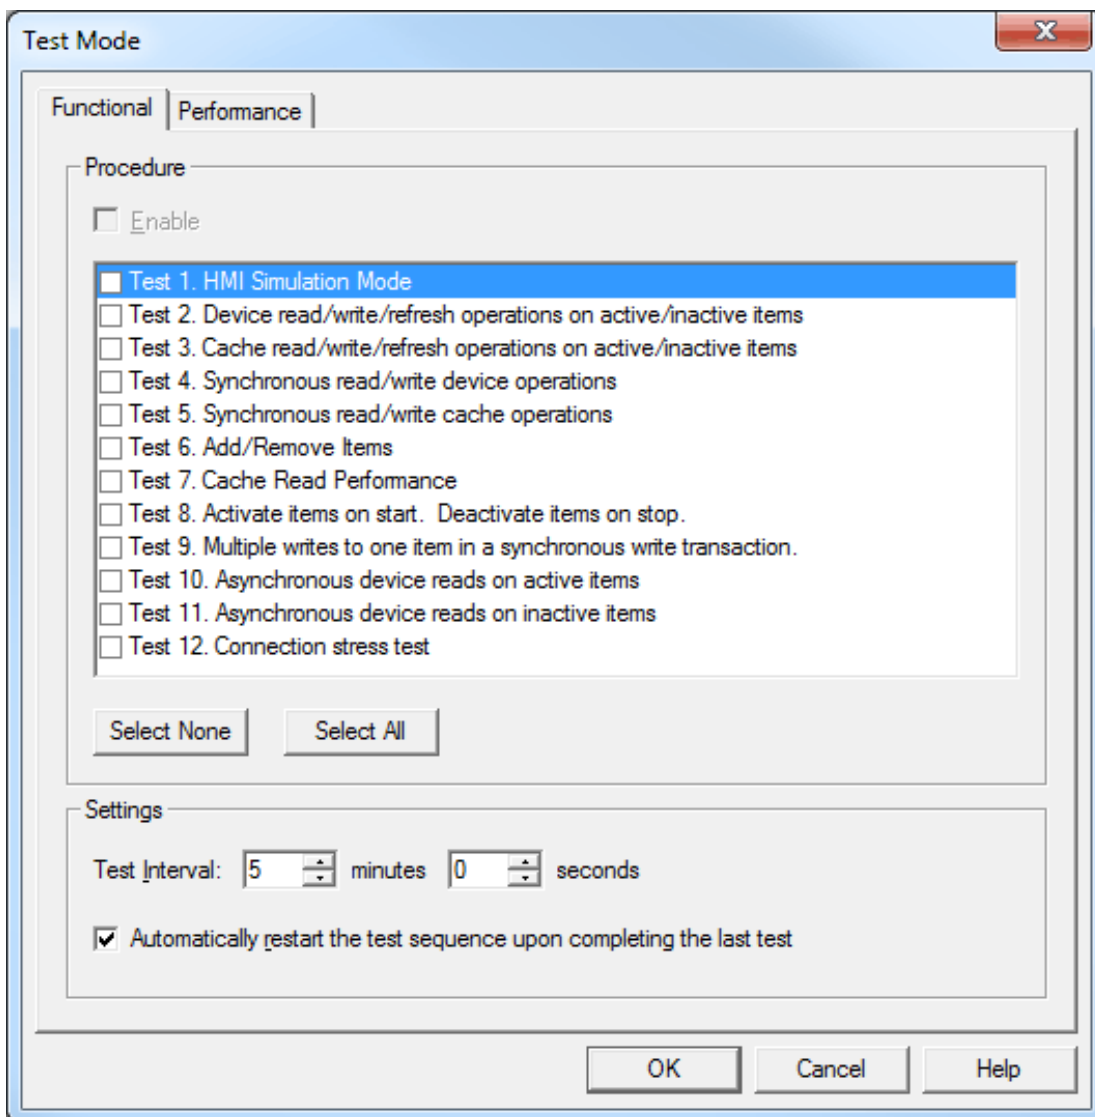 Test Mode
Functional
Performance
Procedure
Enable
Test 1. HMI Simulation Mode
Test 2. Device read/write/refresh operations on active/inactive items
Test 3. Cache read/write/refresh operations on active/inactive items
Test 4. Synchronous read/write device operations
Test 5. Synchronous read/write cache operations
Test 6. Add/Remove Items
Test 7. Cache Read Performance
Test 8. Activate items on start.  Deactivate items on stop.
Test 9. Multiple writes to one item in a synchronous write transaction.
Test 10. Asynchronous device reads on active items
Test 11. Asynchronous device reads on inactive items
Test 12. Connection stress test
Select None
Select All
Settings
Test Interval: 5 minutes 0 seconds
Automatically restart the test sequence upon completing the last test
OK
Cancel
Help